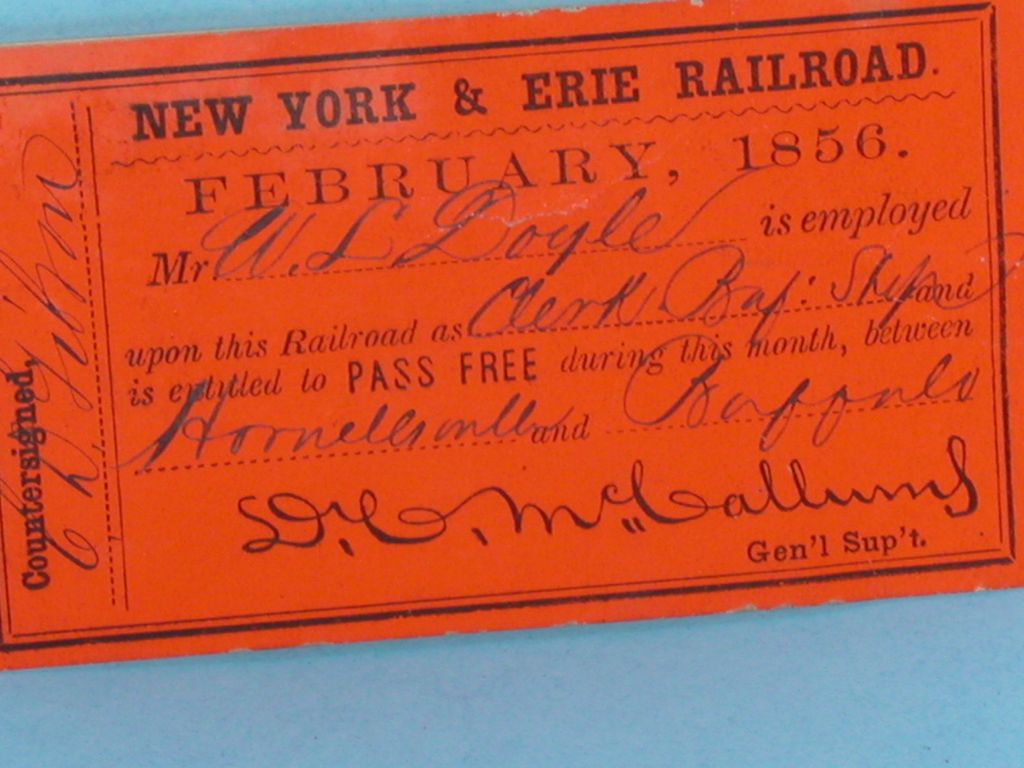 NEW YORK & ERIE RAILROAD.
FEBRUARY, 1856.
Mr W. L Doyle is employed
upon this Railroad as Clerk Buf: Shop and
is entitled to PASS FREE during this month, between
Hornellsville and Buffalo
D. C. McCallum
Gen'l Sup't.
Countersigned,